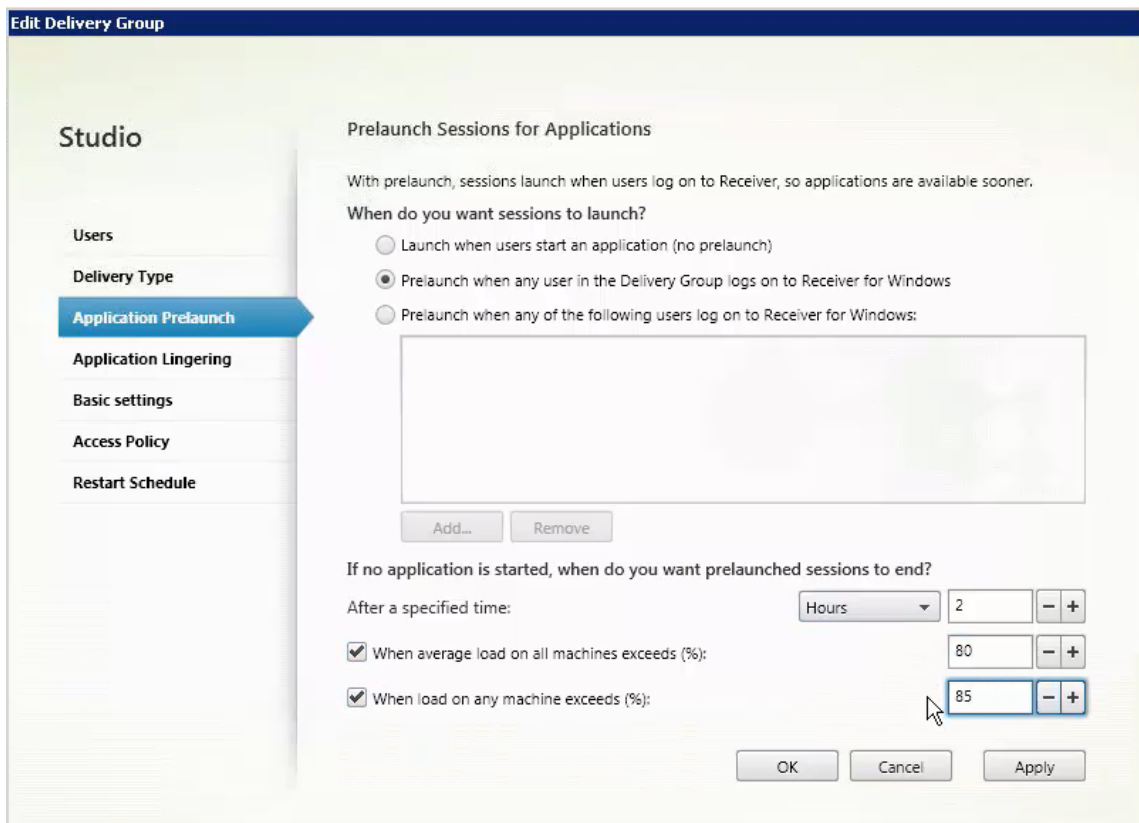 Edit Delivery Group
Studio
Users
Delivery Type
Application Prelaunch
Application Lingering
Basic settings
Access Policy
Restart Schedule
Prelaunch Sessions for Applications
With prelaunch, sessions launch when users log on to Receiver, so applications are available sooner.
When do you want sessions to launch?
Launch when users start an application (no prelaunch)
Prelaunch when any user in the Delivery Group logs on to Receiver for Windows
Prelaunch when any of the following users log on to Receiver for Windows:
Add...
Remove
If no application is started, when do you want prelaunched sessions to end?
After a specified time: Hours 2 − +
When average load on all machines exceeds (%): 80 − +
When load on any machine exceeds (%): 85 − +
OK
Cancel
Apply